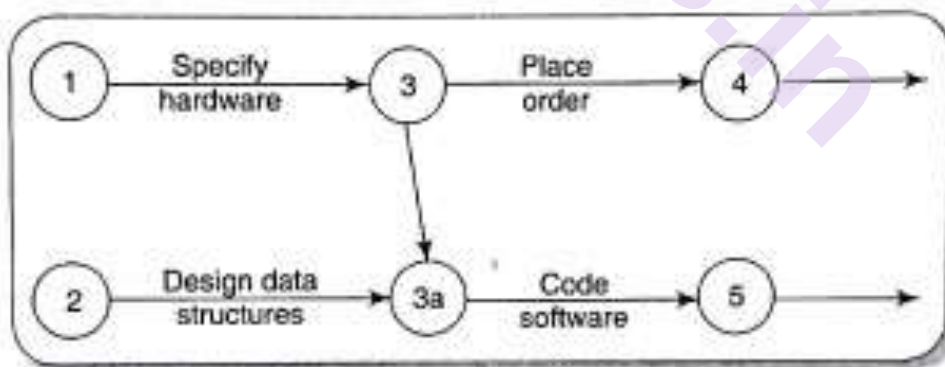 1
Specify
hardware
3
Place
order
4
2
Design data
structures
3a
Code
software
5